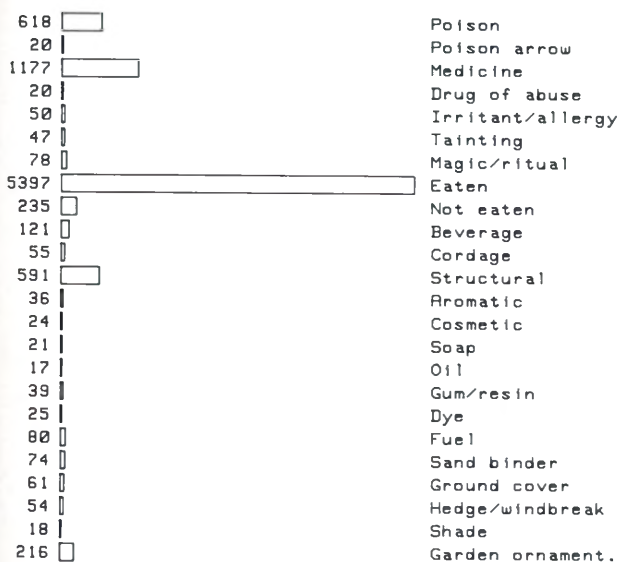 618 Poison
20 Poison arrow
1177 Medicine
20 Drug of abuse
50 Irritant/allergy
47 Tainting
78 Magic/ritual
5397 Eaten
235 Not eaten
121 Beverage
55 Cordage
591 Structural
36 Aromatic
24 Cosmetic
21 Soap
17 Oil
39 Gum/resin
25 Dye
80 Fuel
74 Sand binder
61 Ground cover
54 Hedge/windbreak
18 Shade
216 Garden ornament.